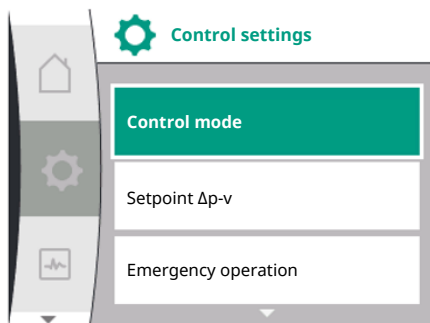 Control settings
Control mode
Setpoint Δp-v
Emergency operation